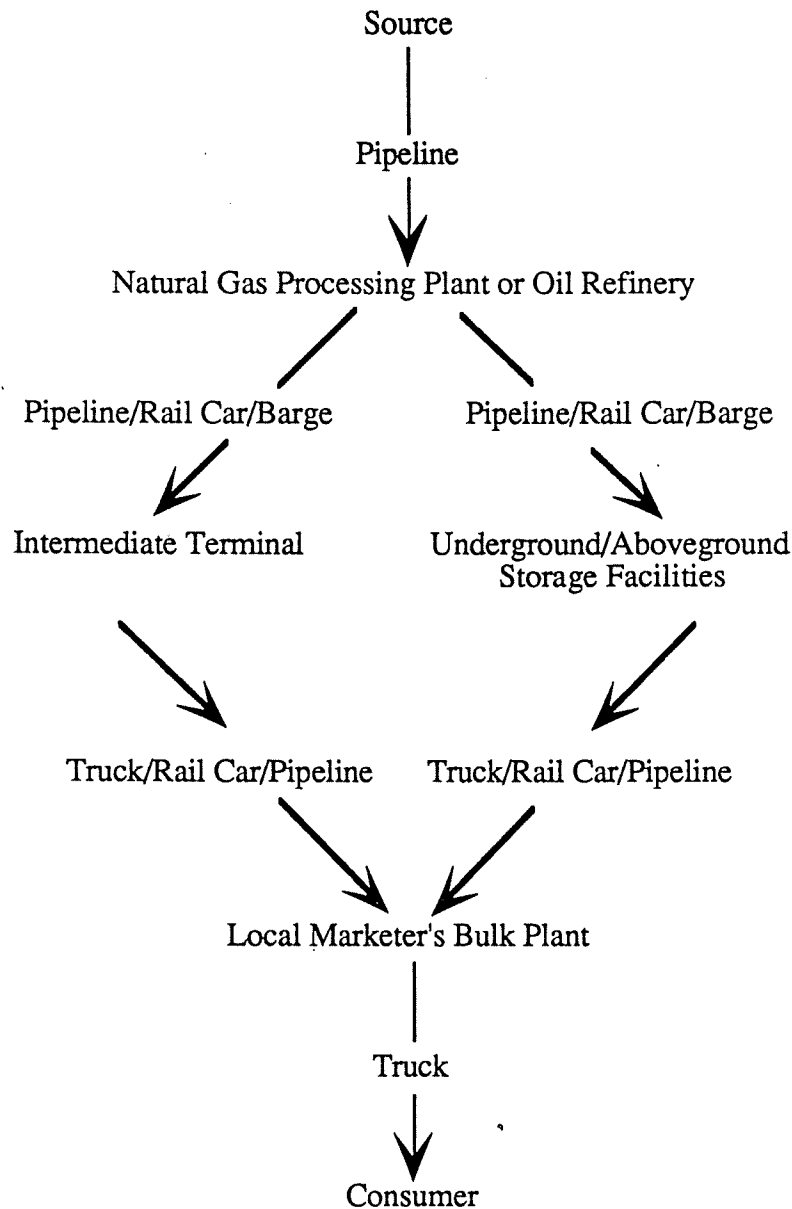 Source
Pipeline
Natural Gas Processing Plant or Oil Refinery
Pipeline/Rail Car/Barge
Pipeline/Rail Car/Barge
Intermediate Terminal
Underground/Aboveground
Storage Facilities
Truck/Rail Car/Pipeline
Truck/Rail Car/Pipeline
Local Marketer's Bulk Plant
Truck
Consumer